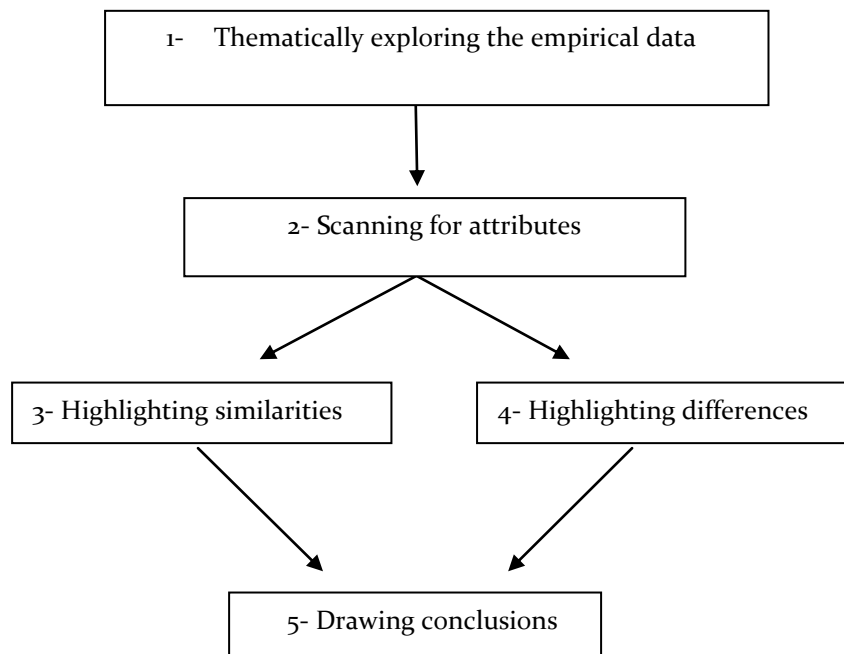 1- Thematically exploring the empirical data
2- Scanning for attributes
3- Highlighting similarities
4- Highlighting differences
5- Drawing conclusions